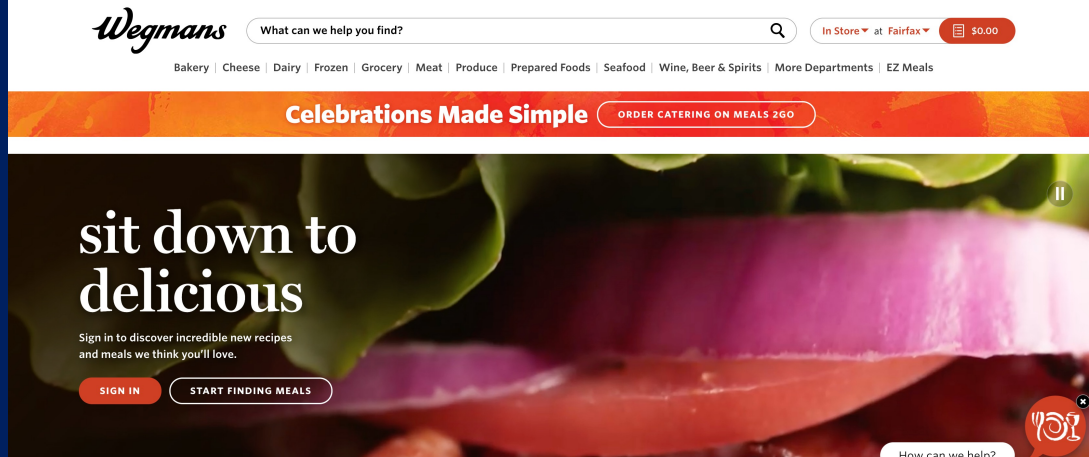 Wegmans
What can we help you find?
In Store at Fairfax $0.00
Bakery | Cheese | Dairy | Frozen | Grocery | Meat | Produce | Prepared Foods | Seafood | Wine, Beer & Spirits | More Departments | EZ Meals
Celebrations Made Simple ORDER CATERING ON MEALS 2GO
sit down to
delicious
Sign in to discover incredible new recipes
and meals we think you'll love.
SIGN IN START FINDING MEALS
How can we help?